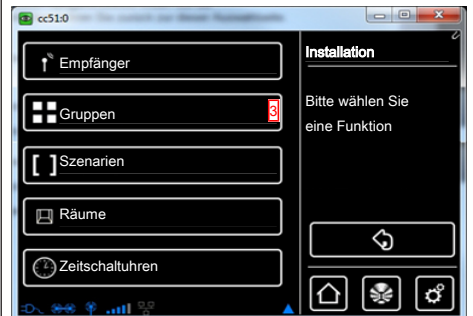 cc51:0
Empfänger
Gruppen
3
Szenarien
Räume
Zeitschaltuhren
Installation
Bitte wählen Sie
eine Funktion